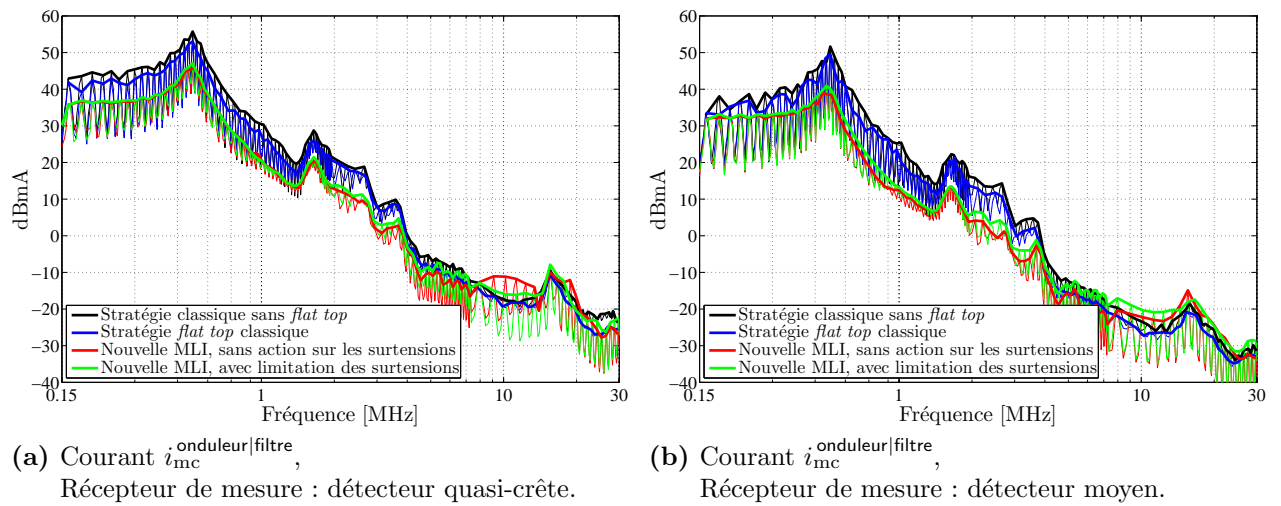 60
50
40
30
20
10
0
−10
−20
−30
−40
dBmA
0.15
1
10
30
Fréquence [MHz]
Stratégie classique sans flat top
Stratégie flat top classique
Nouvelle MLI, sans action sur les surtensions
Nouvelle MLI, avec limitation des surtensions
(a) Courant i_mc^onduleur|filtre,
Récepteur de mesure : détecteur quasi-crête.
60
50
40
30
20
10
0
−10
−20
−30
−40
dBmA
0.15
1
10
30
Fréquence [MHz]
Stratégie classique sans flat top
Stratégie flat top classique
Nouvelle MLI, sans action sur les surtensions
Nouvelle MLI, avec limitation des surtensions
(b) Courant i_mc^onduleur|filtre,
Récepteur de mesure : détecteur moyen.